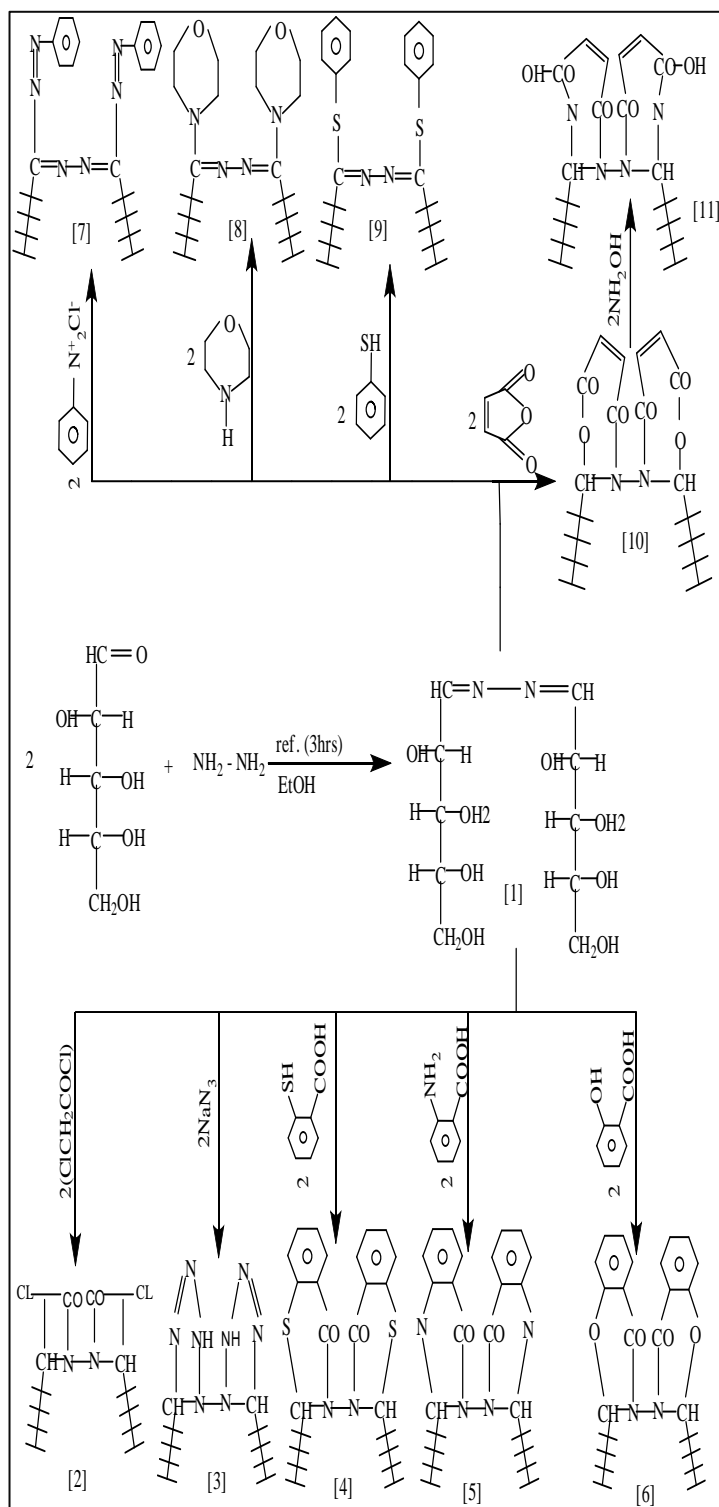 N N
N N
O O
N N
S S
C=N–N=C
C=N–N=C
C=N–N=C
[7]
[8]
[9]
OH CO CO OH
CO CO
N CO CO N
CH–N–N–CH
[11]
2NH2OH
2 N+2Cl-
2 O N H
2 SH
2 O O O
CO CO CO CO
O O
CH–N–N–CH
[10]
HC=O
OH–C–H
H–C–OH
H–C–OH
CH2OH
2
+ NH2 - NH2
ref. (3hrs)
EtOH
HC=N–N=CH
OH–C–H OH–C–H
H–C–OH2 H–C–OH2
H–C–OH H–C–OH
CH2OH CH2OH
[1]
2(ClCH2COCl)
2NaN3
2 SH COOH
2 NH2 COOH
2 OH COOH
CL CO CO CL
CH–N–N–CH
N N
N NH NH N
CH–N–N–CH
S CO CO S
CH–N–N–CH
N CO CO N
CH–N–N–CH
O CO CO O
CH–N–N–CH
[2]
[3]
[4]
[5]
[6]